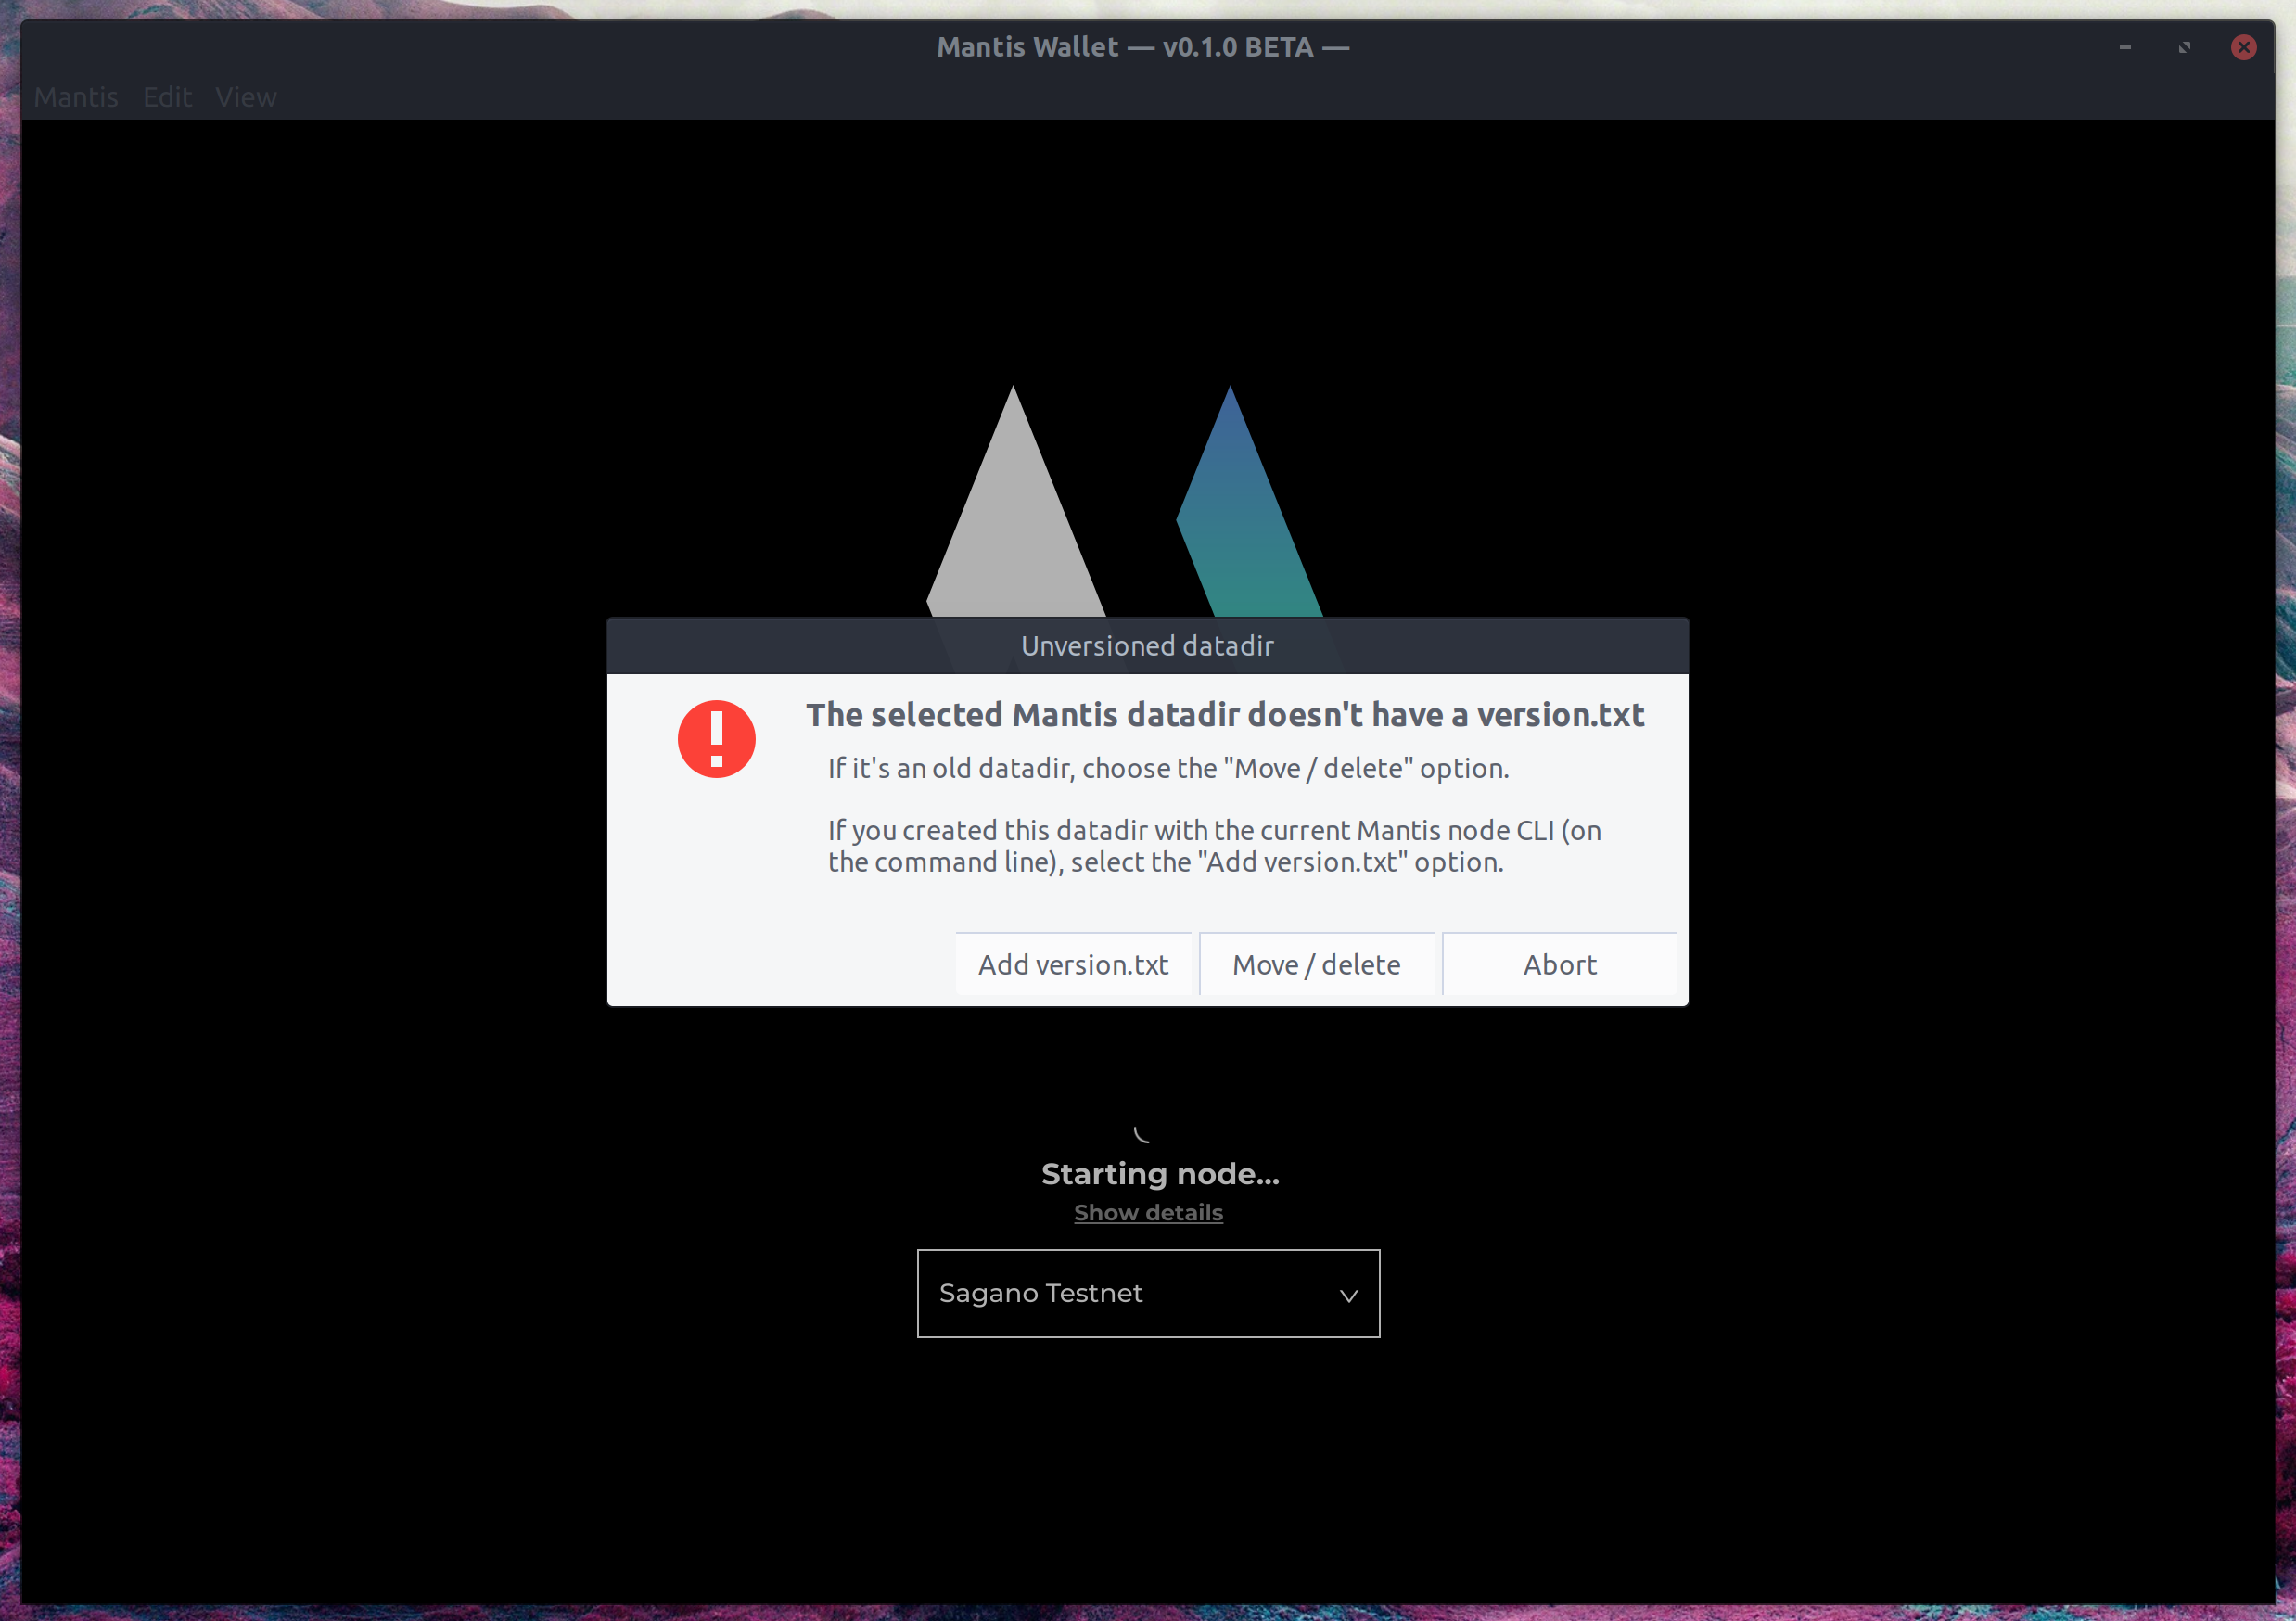 Mantis Wallet — v0.1.0 BETA —
Mantis Edit View
Unversioned datadir
The selected Mantis datadir doesn't have a version.txt
If it's an old datadir, choose the "Move / delete" option.
If you created this datadir with the current Mantis node CLI (on
the command line), select the "Add version.txt" option.
Add version.txt Move / delete Abort
Starting node...
Show details
Sagano Testnet